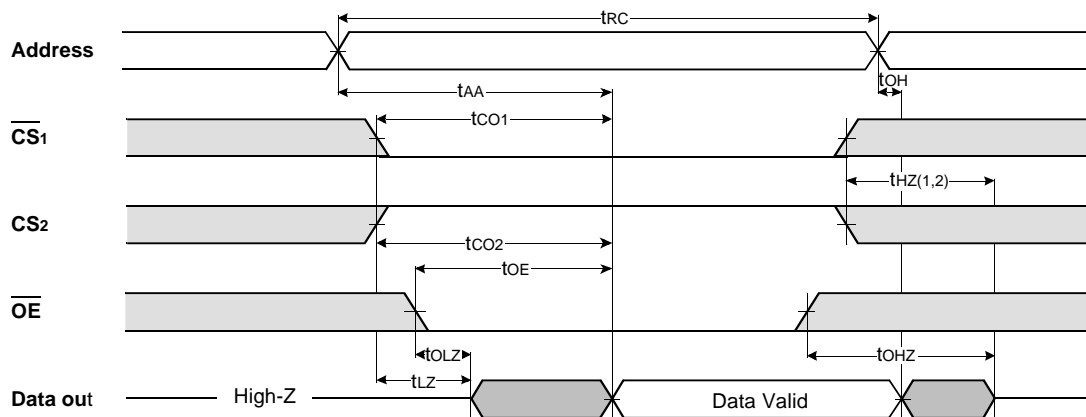 tRC
Address
tOH
tAA
tCO1
CS1
tHZ(1,2)
CS2
tCO2
tOE
OE
tOLZ
tOHZ
tLZ
Data out
High-Z
Data Valid